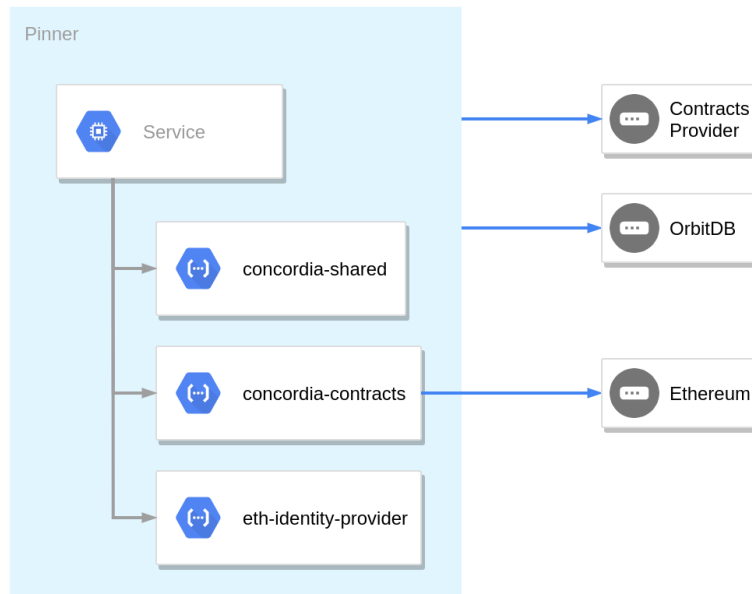 Pinner
Service
Contracts
Provider
OrbitDB
concordia-shared
concordia-contracts
Ethereum
eth-identity-provider